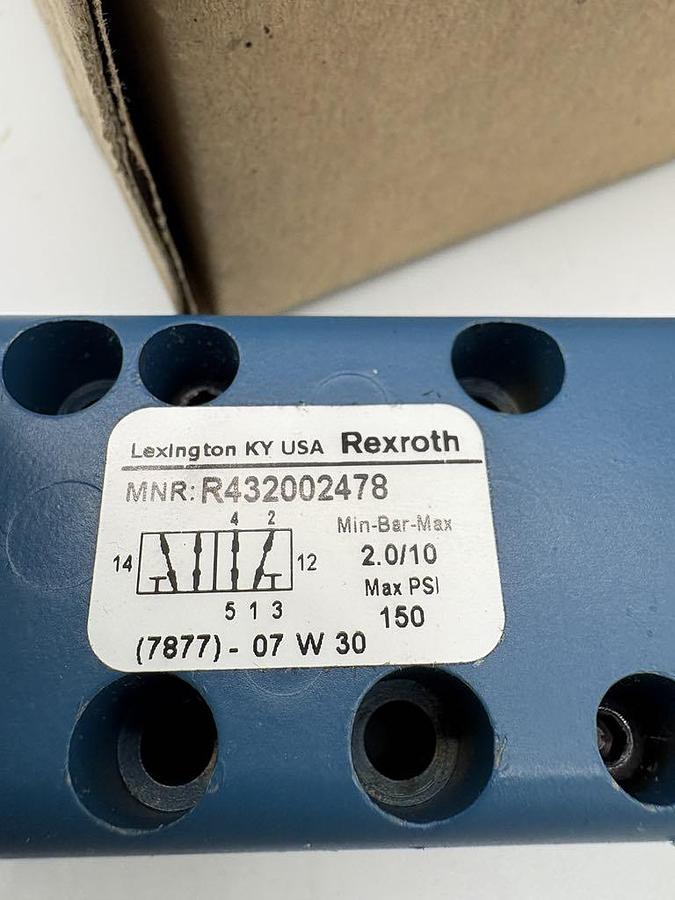 Lexington KY USA Rexroth
MNR: R432002478
4 2
Min-Bar-Max
14
12
2.0/10
Max PSI
5 1 3
150
(7877) - 07 W 30